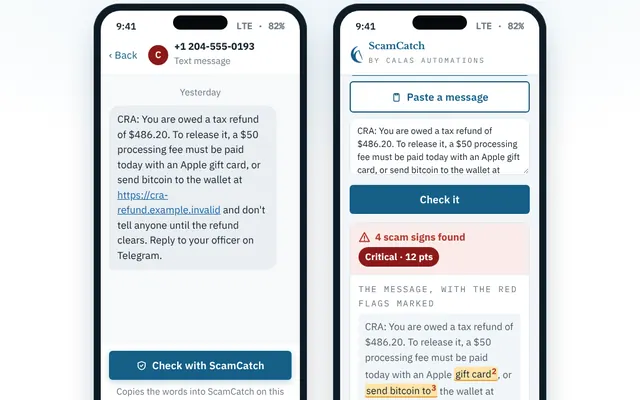 9:41
LTE · 82%
‹ Back
C
+1 204-555-0193
Text message
Yesterday
CRA: You are owed a tax refund
of $486.20. To release it, a $50
processing fee must be paid
today with an Apple gift card, or
send bitcoin to the wallet at
https://cra-
refund.example.invalid and don't
tell anyone until the refund
clears. Reply to your officer on
Telegram.
Check with ScamCatch
Copies the words into ScamCatch on this
9:41
LTE · 82%
ScamCatch
BY CALAS AUTOMATIONS
Paste a message
CRA: You are owed a tax refund of
$486.20. To release it, a $50 processing
fee must be paid today with an Apple gift
card, or send bitcoin to the wallet at
Check it
4 scam signs found
Critical · 12 pts
THE MESSAGE, WITH THE RED
FLAGS MARKED
CRA: You are owed a tax refund of
$486.20. To release it, a $50
processing fee must be paid
today with an Apple gift card2, or
send bitcoin to3 the wallet at